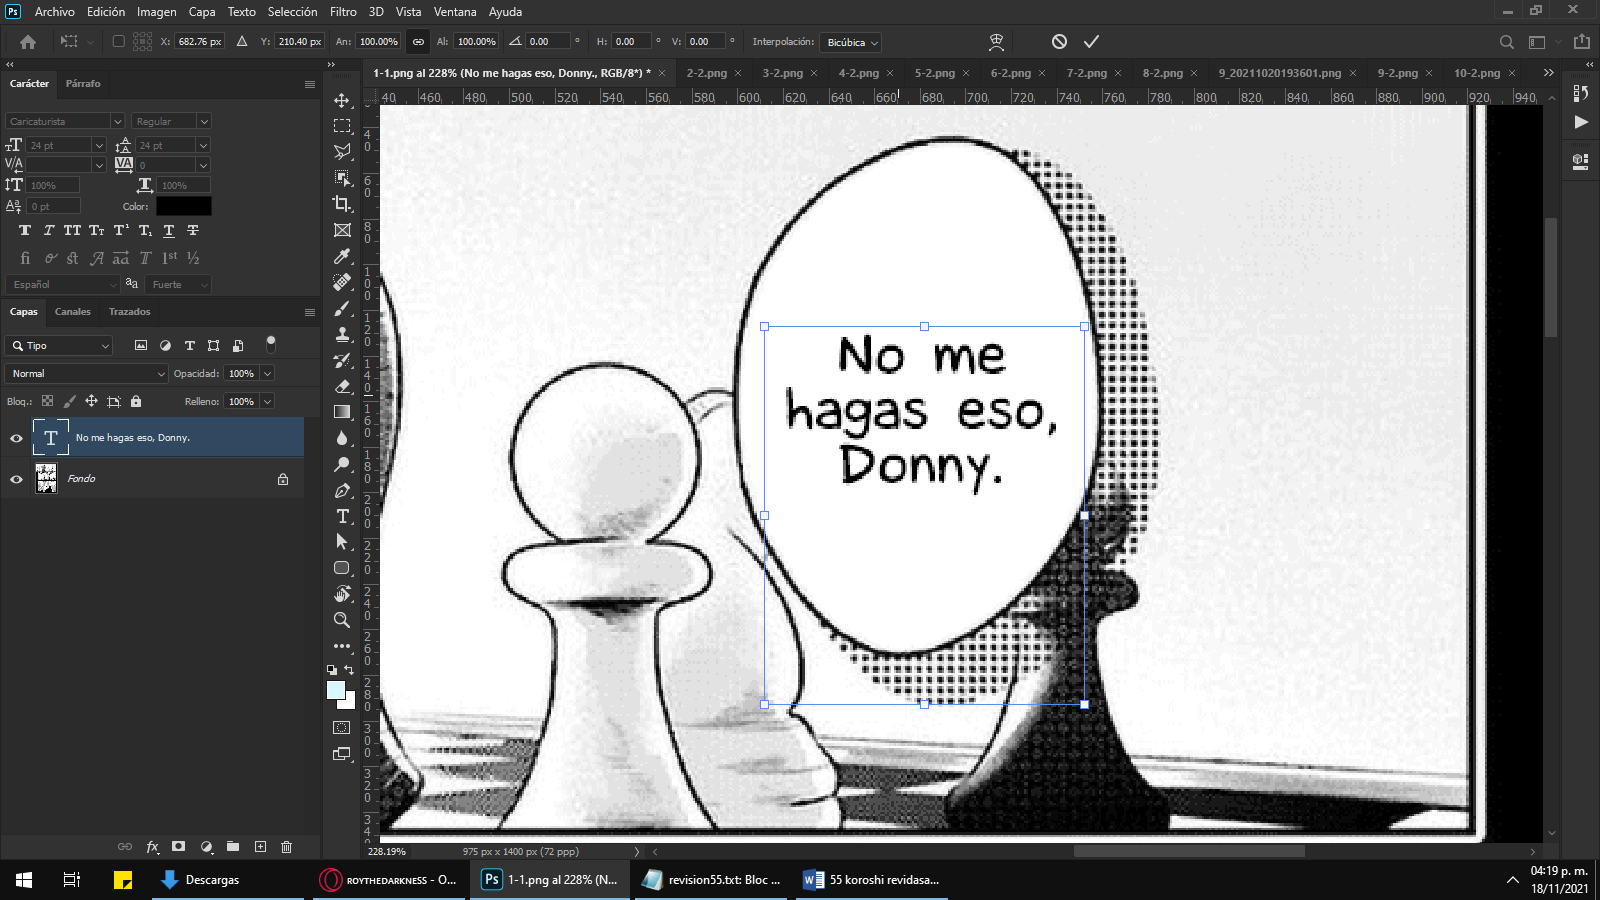 Ps Archivo Edición Imagen Capa Texto Selección Filtro 3D Vista Ventana Ayuda
X: 682.76 px Y: 210.40 px An: 100.00% Al: 100.00% 0.00 ° H: 0.00 ° V: 0.00 ° Interpolación: Bicúbica
1-1.png al 228% (No me hagas eso, Donny., RGB/8*) * × 2-2.png × 3-2.png × 4-2.png × 5-2.png × 6-2.png × 7-2.png × 8-2.png × 9_20211020193601.png × 9-2.png × 10-2.png ×
Carácter Párrafo
40 460 480 500 520 540 560 580 600 620 640 660 680 700 720 740 760 780 800 820 840 860 880 900 920 940
Caricaturista Regular
24 pt 24 pt
0
100% 100%
0 pt Color:
Español aa Fuerte
Capas Canales Trazados
Tipo
Normal Opacidad: 100%
Bloq.: Relleno: 100%
No me hagas eso, Donny.
Fondo
No me
hagas eso,
Donny.
228.19% 975 px x 1400 px (72 ppp)
Descargas ROYTHEDARKNESS - O... 1-1.png al 228% (N... revision55.txt: Bloc ... 55 koroshi revidasa...
04:19 p. m.
18/11/2021